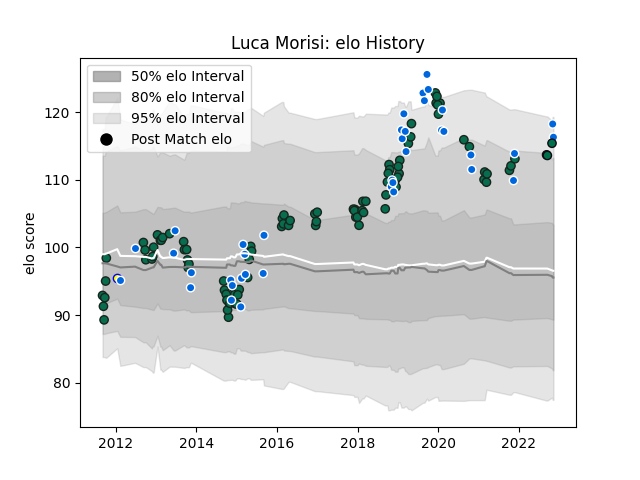 Luca Morisi: elo History
50% elo Interval
80% elo Interval
95% elo Interval
Post Match elo
elo score
120
110
100
90
80
2012 2014 2016 2018 2020 2022